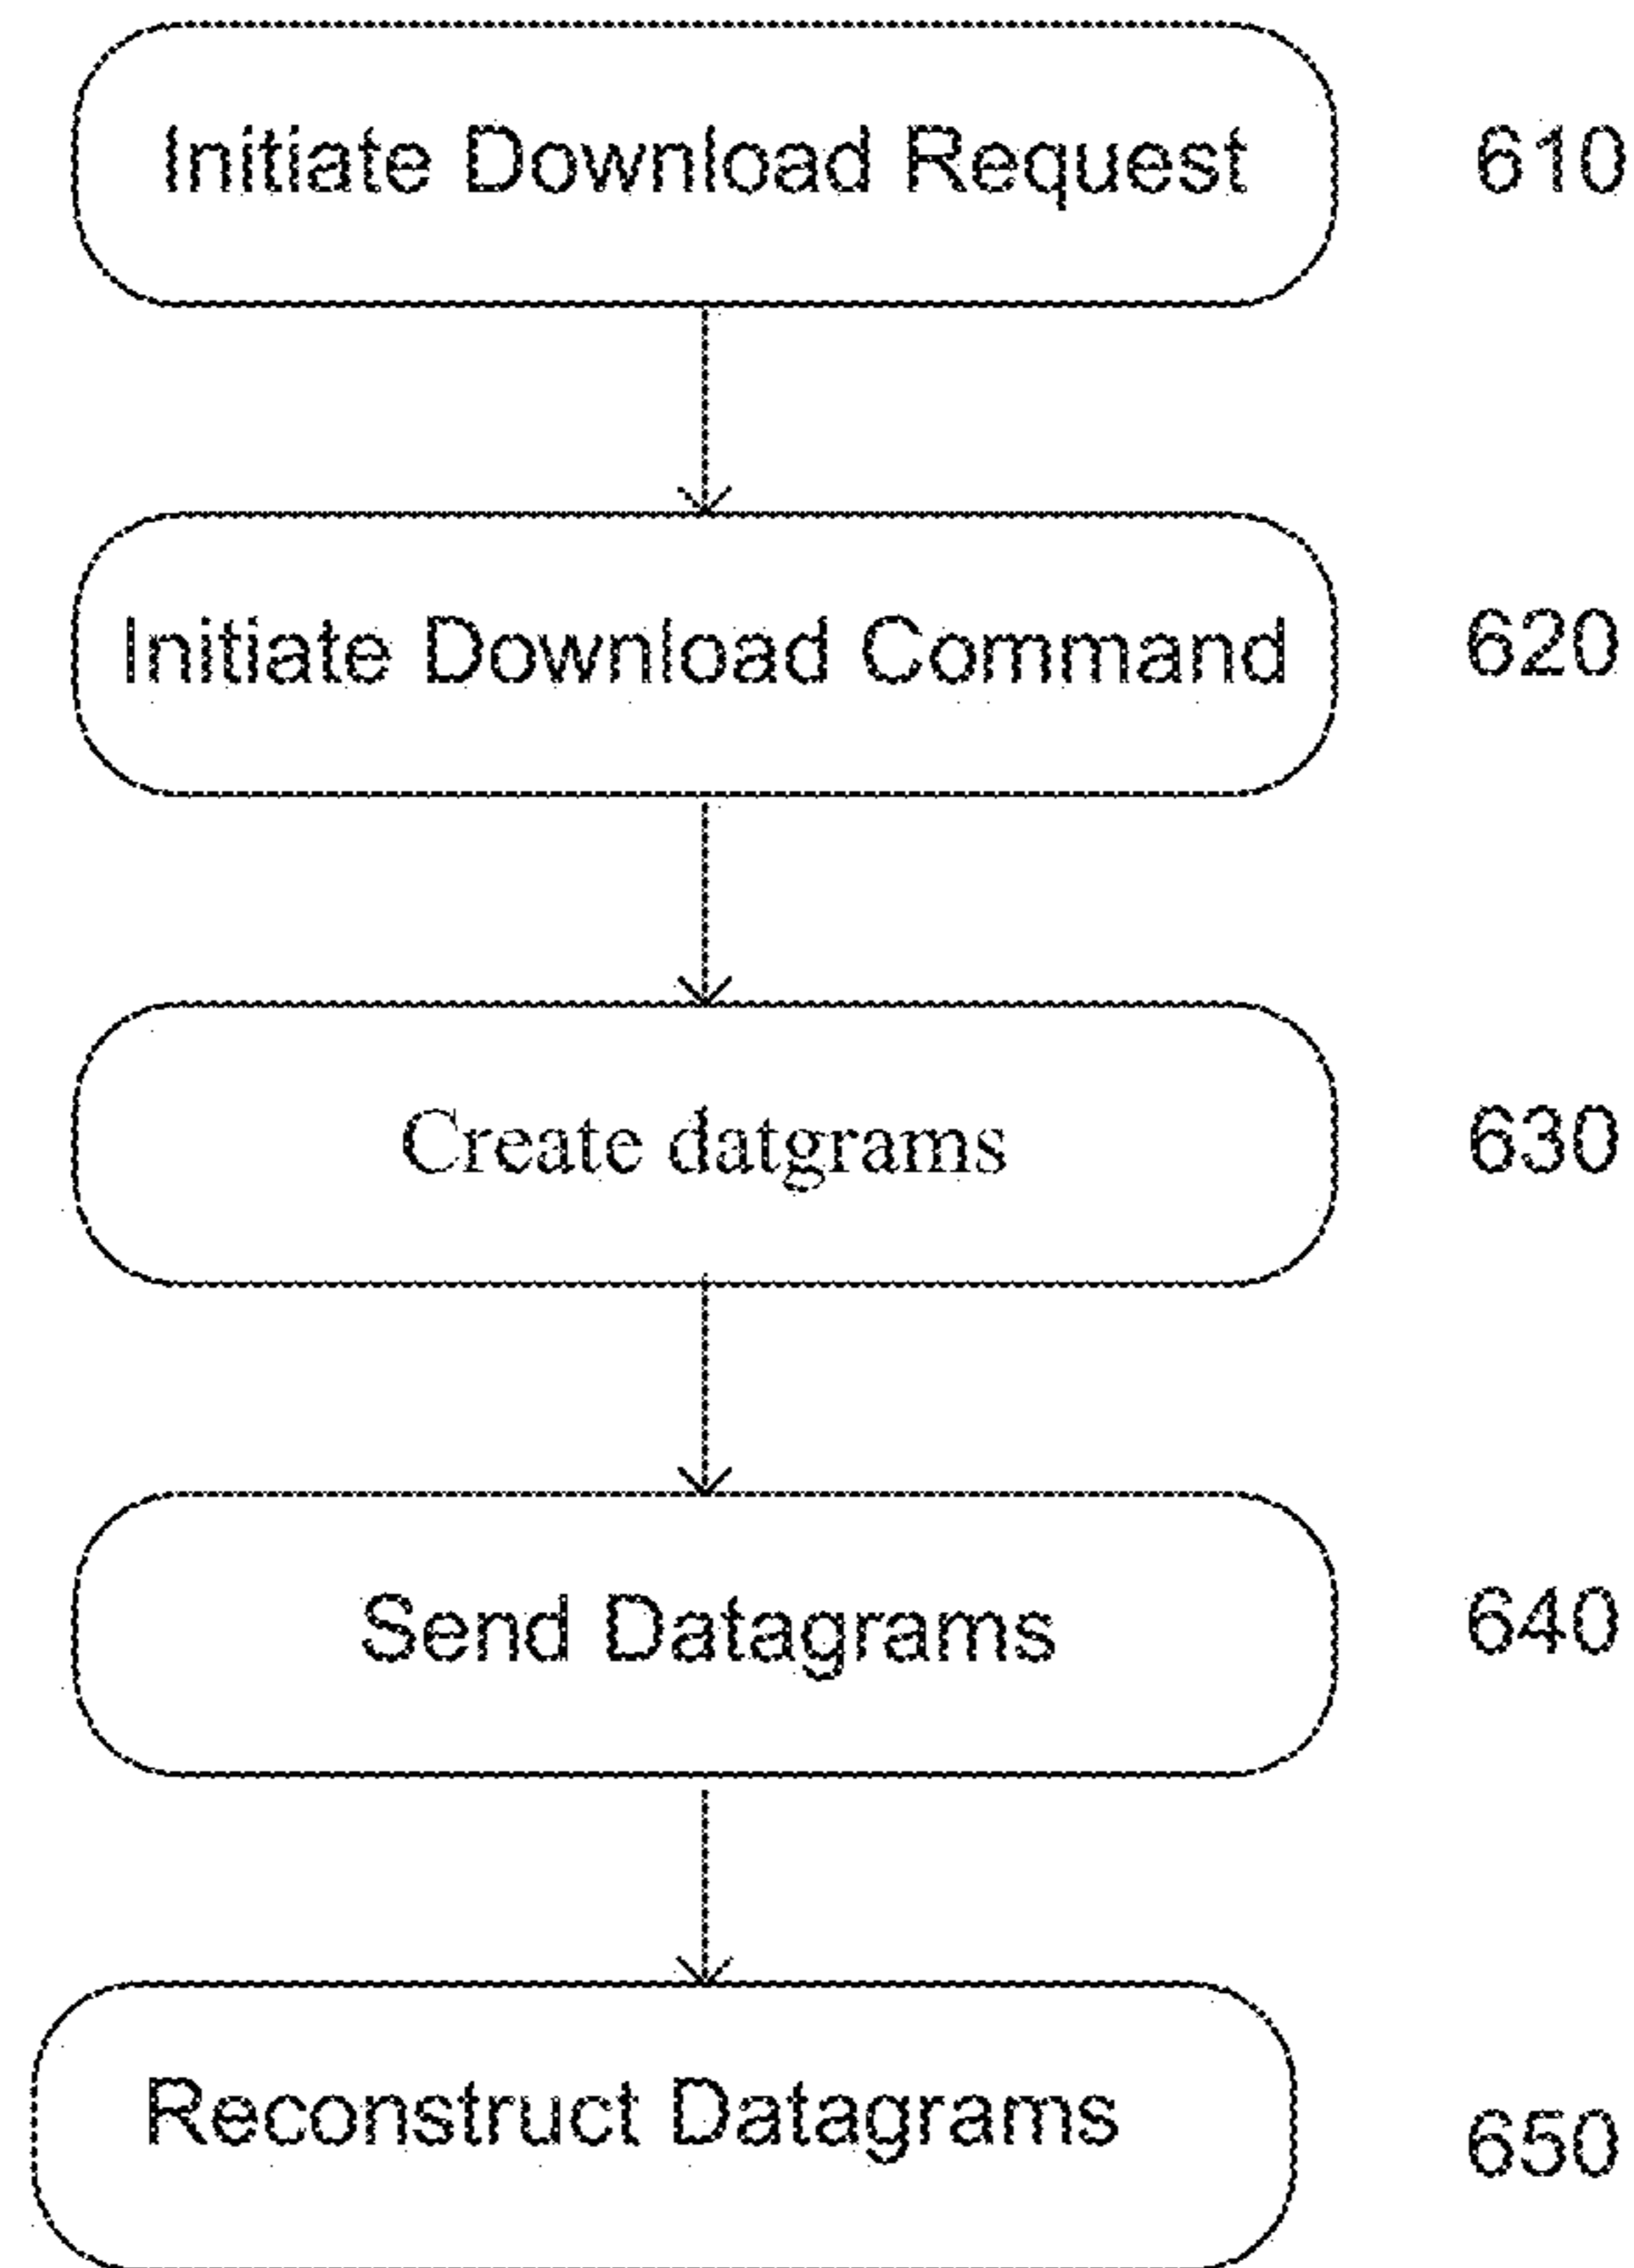 Initiate Download Request 610
Initiate Download Command 620
Create datgrams 630
Send Datagrams 640
Reconstruct Datagrams 650